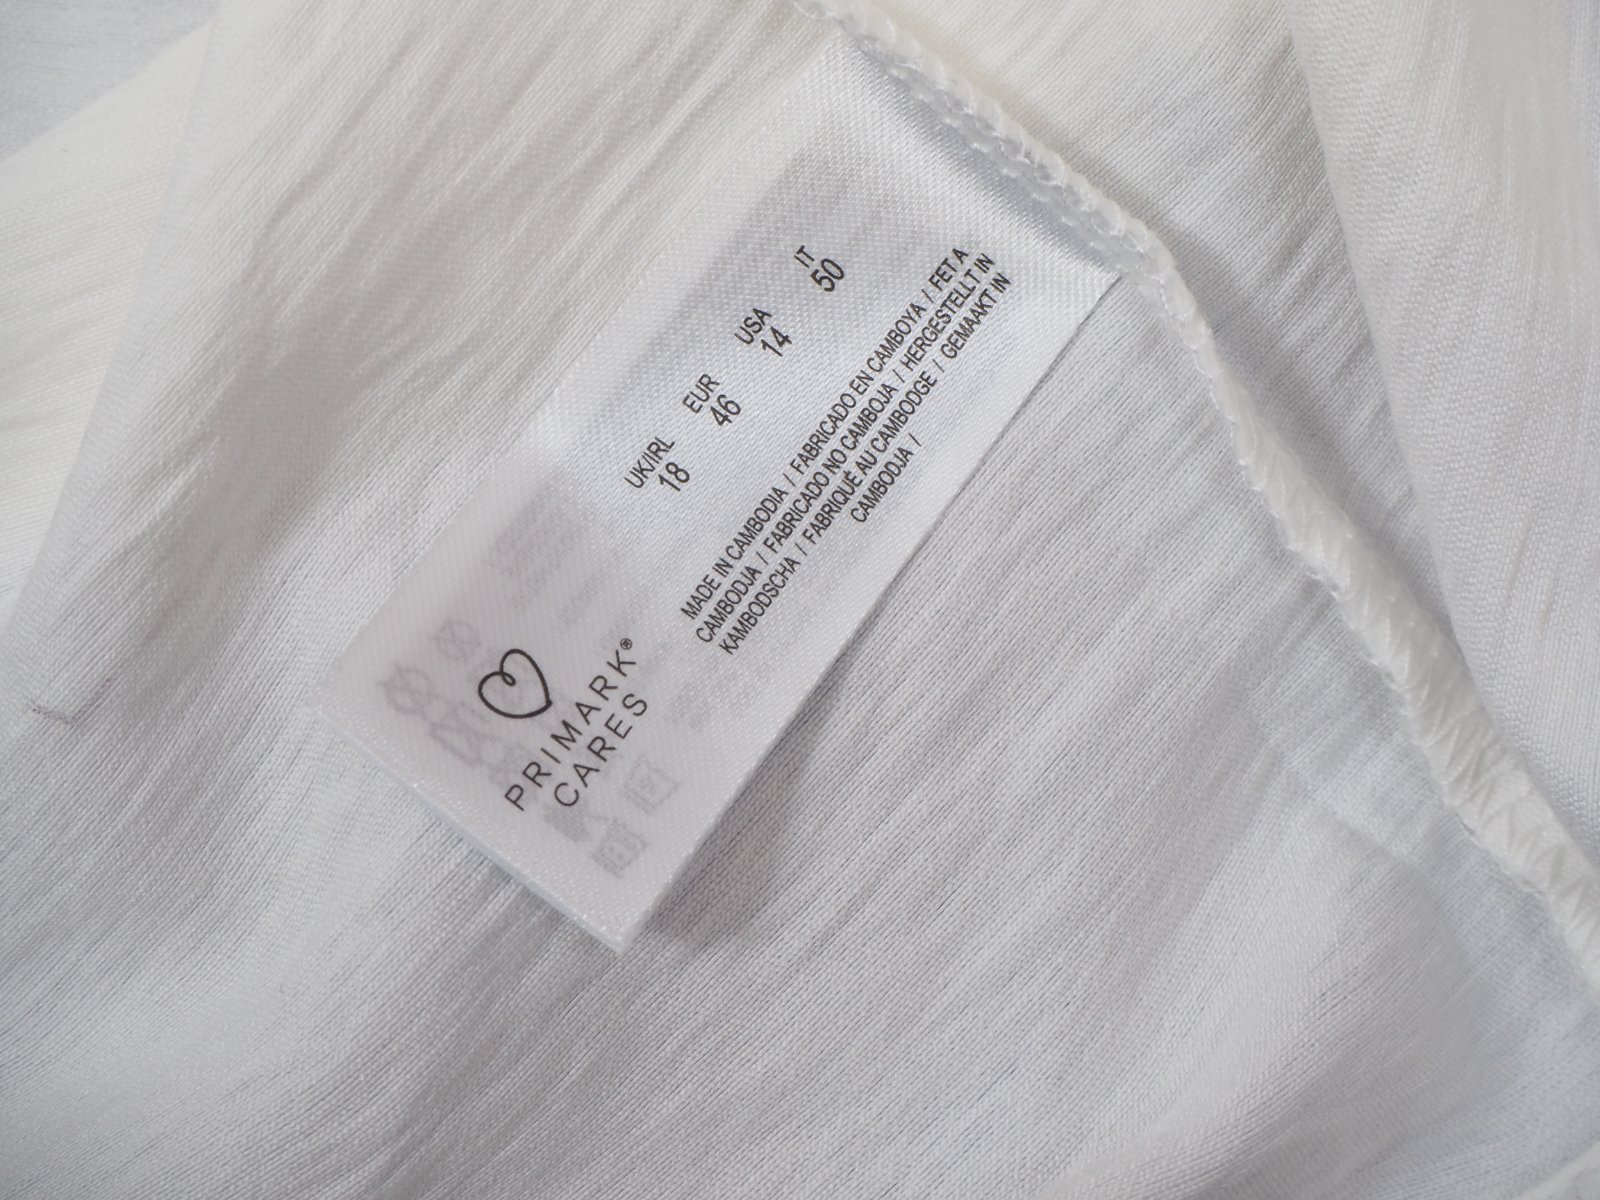 UK/IRL EUR USA IT
18 46 14 50
MADE IN CAMBODIA / FABRICADO EN CAMBOYA / FET A
CAMBODJA / FABRICADO NO CAMBOJA / HERGESTELLT IN
KAMBODSCHA / FABRIQUÉ AU CAMBODGE / GEMAAKT IN
CAMBODJA /
PRIMARK®
CARES